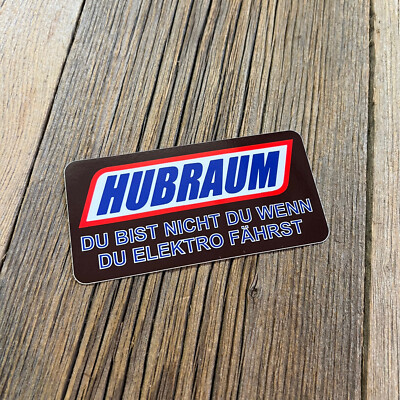 HUBRAUM
DU BIST NICHT DU WENN
DU ELEKTRO FÄHRST